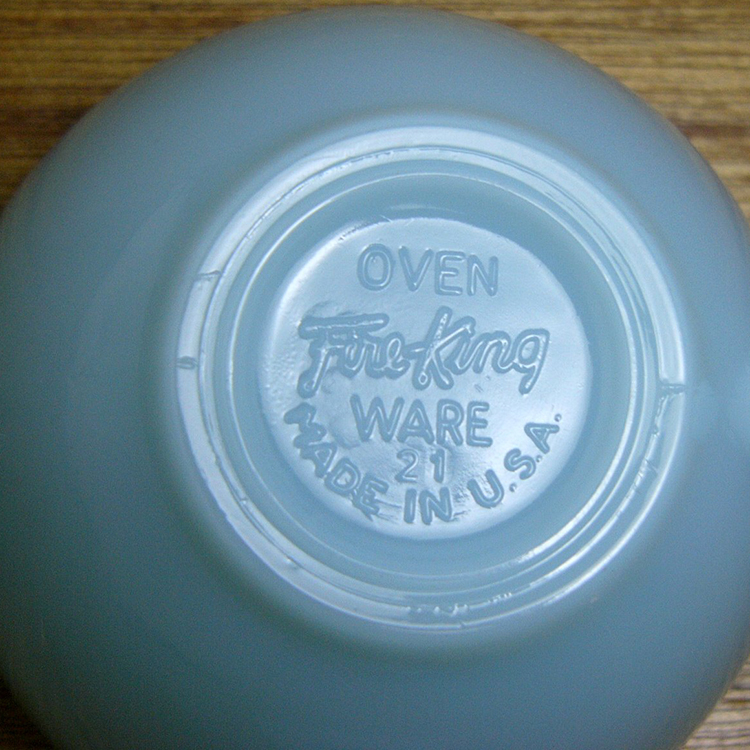 OVEN
Fire-King
WARE
21
MADE IN U.S.A.